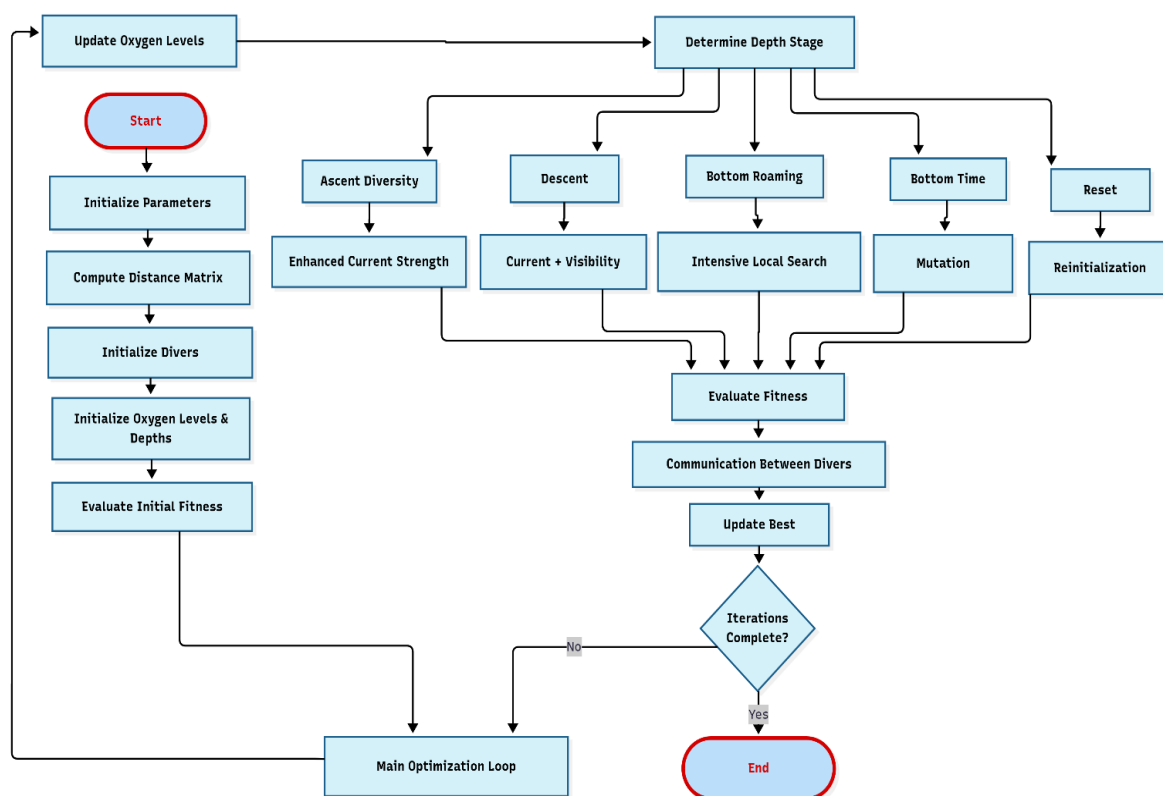 Update Oxygen Levels
Determine Depth Stage
Start
Initialize Parameters
Compute Distance Matrix
Initialize Divers
Initialize Oxygen Levels &
Depths
Evaluate Initial Fitness
Ascent Diversity
Descent
Bottom Roaming
Bottom Time
Reset
Enhanced Current Strength
Current + Visibility
Intensive Local Search
Mutation
Reinitialization
Evaluate Fitness
Communication Between Divers
Update Best
Iterations
Complete?
No
Yes
Main Optimization Loop
End